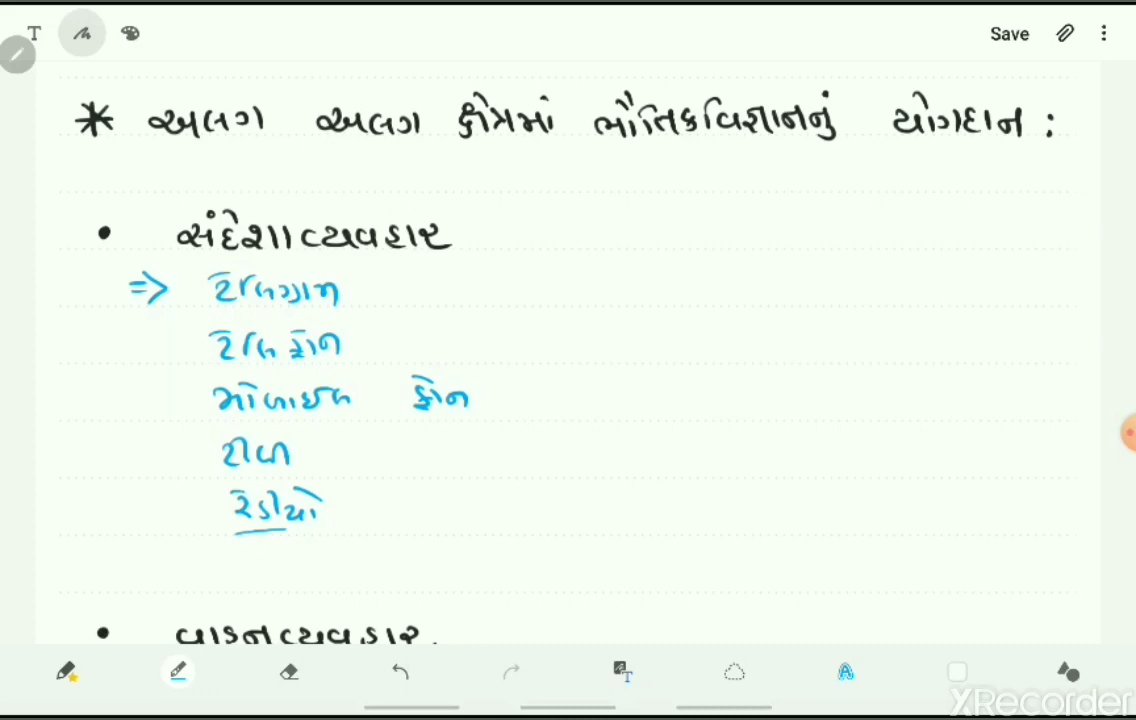 T
Save
* અલગ અલગ ક્ષેત્રમાં ભૌતિકવિજ્ઞાનનું યોગદાન :
• સંદેશાવ્યવહાર
⇒ ટેલિગ્રામ
ટેલિફોન
મોબાઇલ ફોન
ટીવી
રેડીયો
• વાહનવ્યવહાર.
T
A
XRecorder